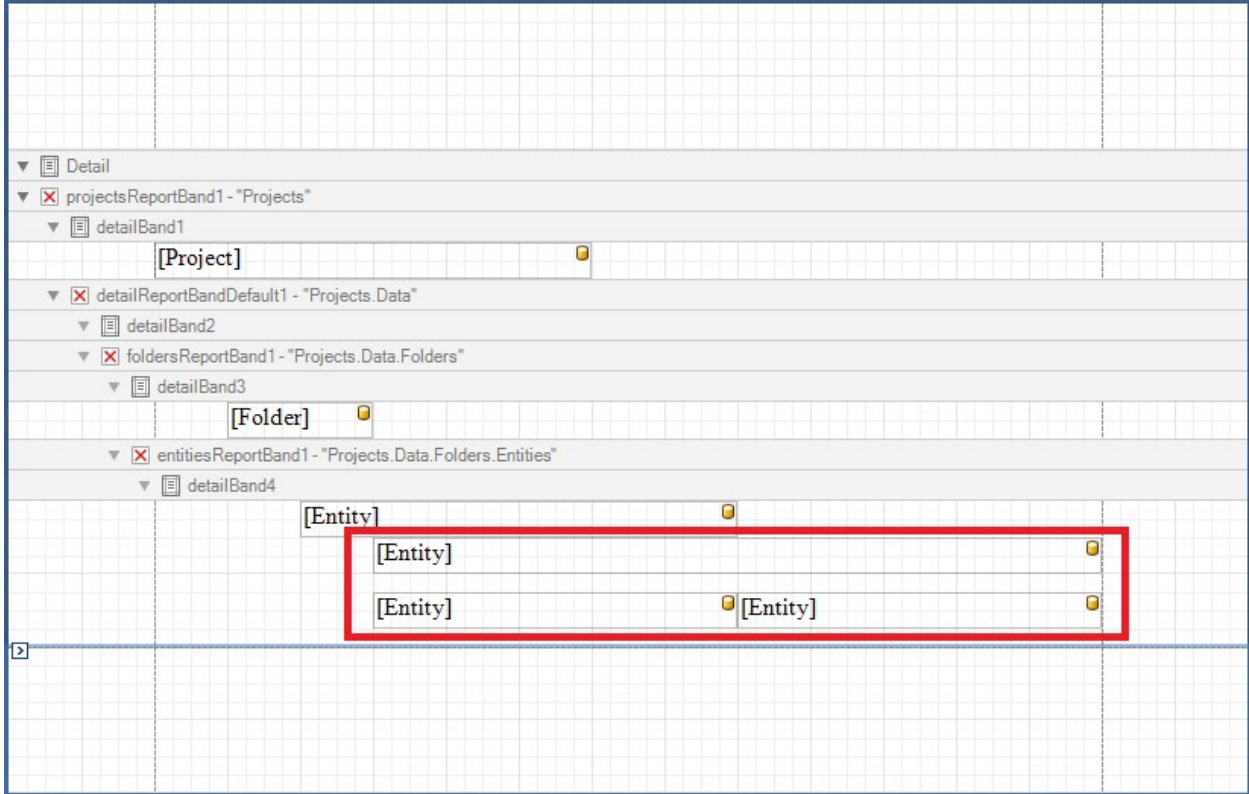 Detail
projectsReportBand1 - "Projects"
detailBand1
[Project]
detailReportBandDefault1 - "Projects.Data"
detailBand2
foldersReportBand1 - "Projects.Data.Folders"
detailBand3
[Folder]
entitiesReportBand1 - "Projects.Data.Folders.Entities"
detailBand4
[Entity]
[Entity]
[Entity] [Entity]